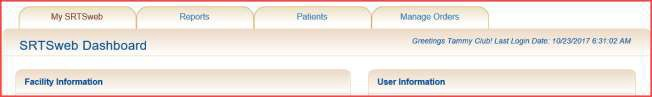 My SRTSweb Reports Patients Manage Orders
SRTSweb Dashboard Greetings Tammy Club! Last Login Date: 10/23/2017 6:31:02 AM
Facility Information User Information